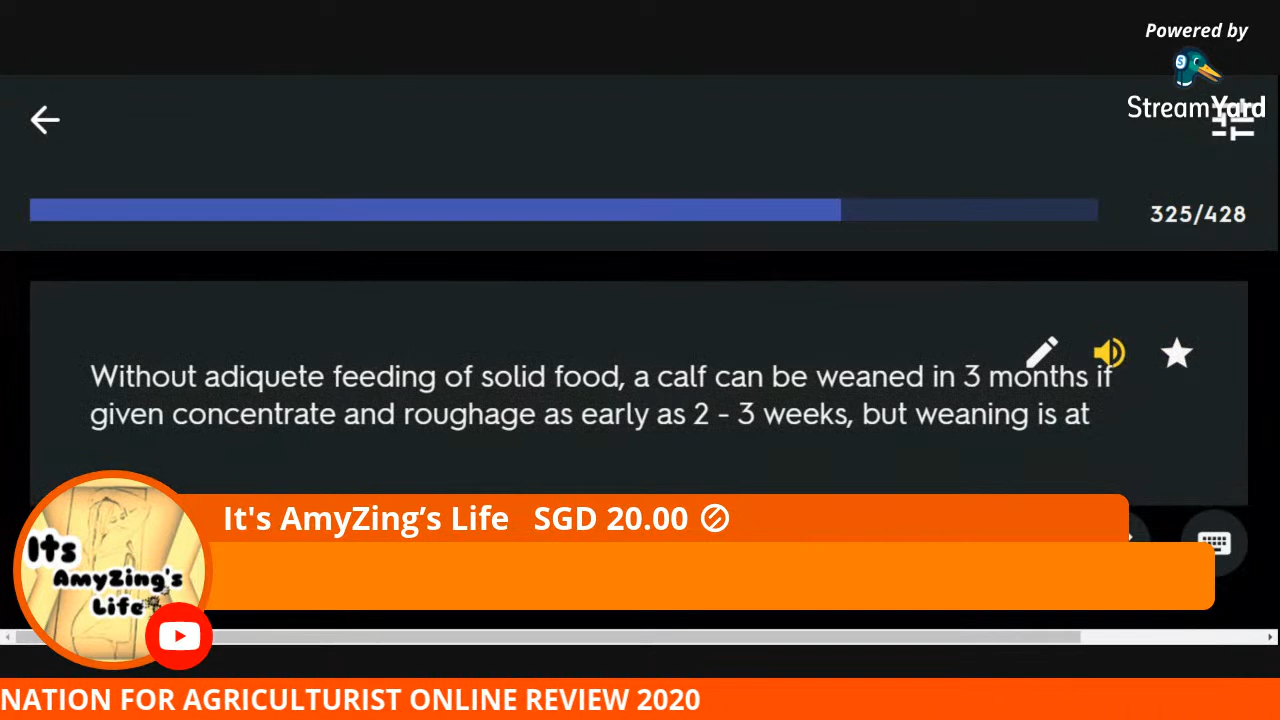 Powered by
StreamYard
325/428
Without adiquete feeding of solid food, a calf can be weaned in 3 months if
given concentrate and roughage as early as 2 - 3 weeks, but weaning is at
It's AmyZing’s Life SGD 20.00
Its
AmyZing's
Life
NATION FOR AGRICULTURIST ONLINE REVIEW 2020